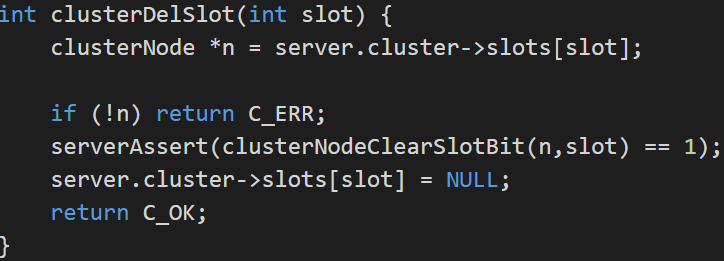 int clusterDelSlot(int slot) {
    clusterNode *n = server.cluster->slots[slot];

    if (!n) return C_ERR;
    serverAssert(clusterNodeClearSlotBit(n,slot) == 1);
    server.cluster->slots[slot] = NULL;
    return C_OK;
}